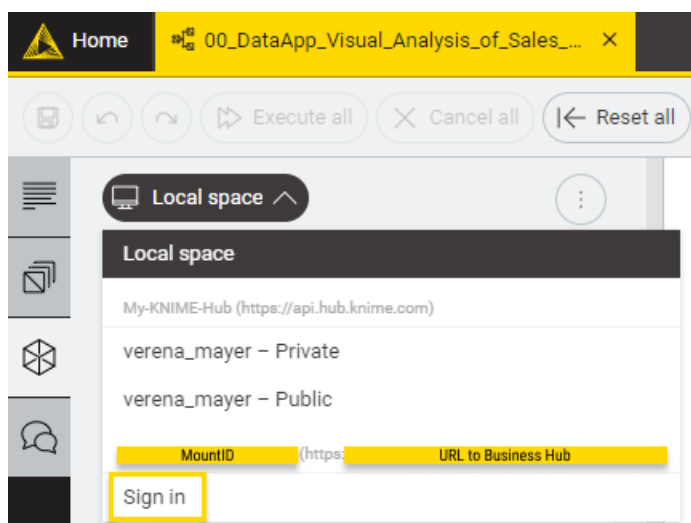 Home 00_DataApp_Visual_Analysis_of_Sales_... ×
Execute all Cancel all Reset all
Local space
Local space
My-KNIME-Hub (https://api.hub.knime.com)
verena_mayer – Private
verena_mayer – Public
MountID (https: URL to Business Hub
Sign in